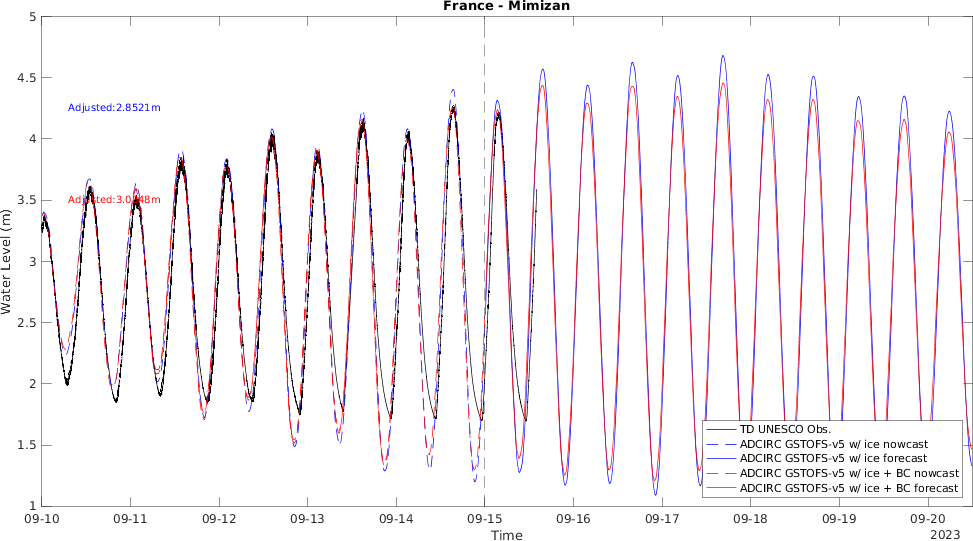 France - Mimizan
5
4.5
4
3.5
3
2.5
2
1.5
1
Water Level (m)
Adjusted:2.8521m
09-10
09-11
09-12
09-13
09-14
09-15
09-16
09-17
09-18
09-19
09-20
Time
2023
TD UNESCO Obs.
ADCIRC GSTOFS-v5 w/ ice nowcast
ADCIRC GSTOFS-v5 w/ ice forecast
ADCIRC GSTOFS-v5 w/ ice + BC nowcast
ADCIRC GSTOFS-v5 w/ ice + BC forecast